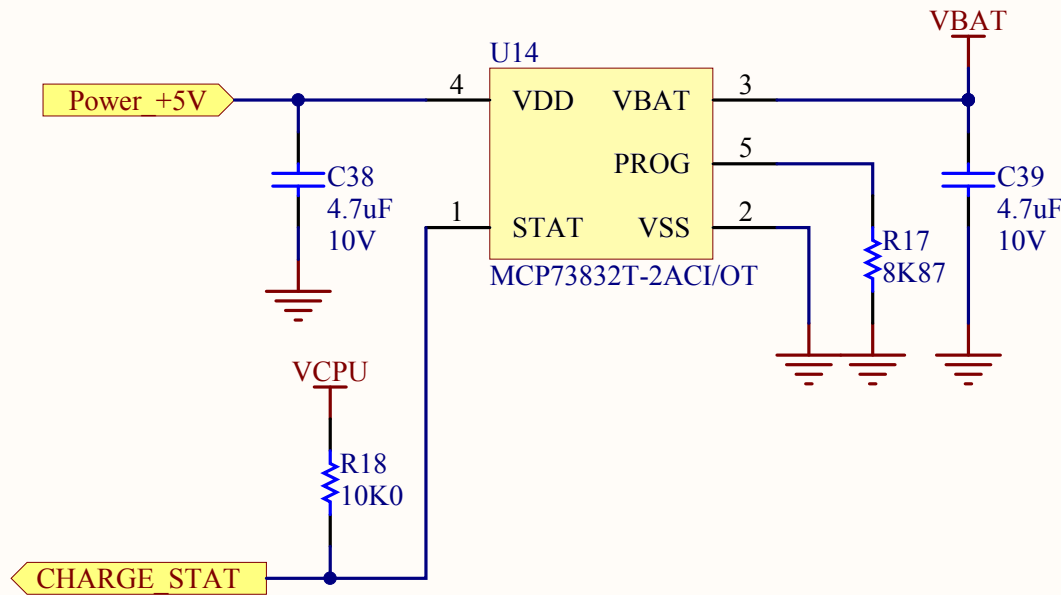 VBAT
U14
Power_+5V
4
VDD
VBAT
3
PROG
5
C38
4.7uF
10V
C39
4.7uF
10V
1
STAT
VSS
2
R17
8K87
MCP73832T-2ACI/OT
VCPU
R18
10K0
CHARGE_STAT